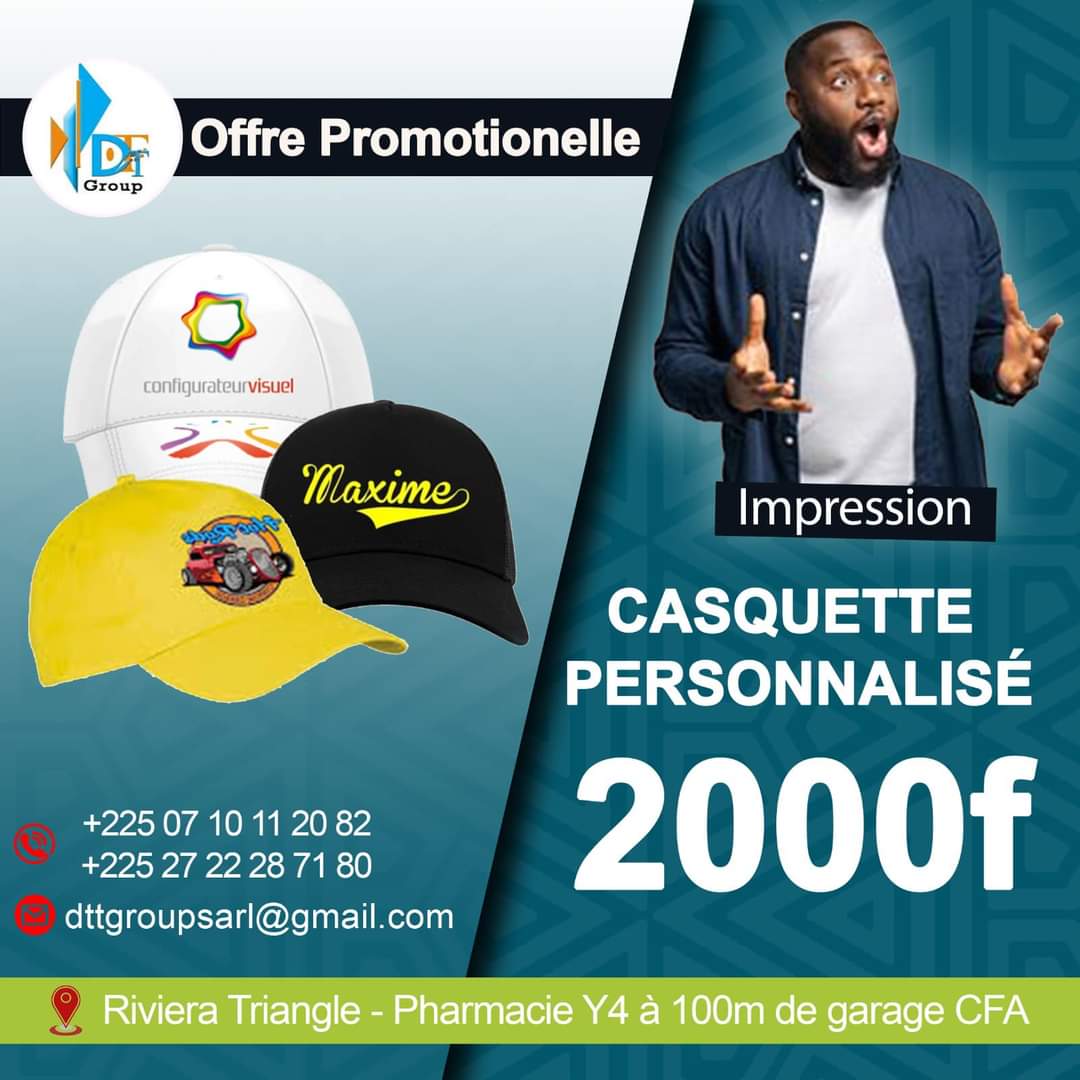 DTT
Group
Offre Promotionelle
configurateurvisuel
Maxime
Impression
CASQUETTE
PERSONNALISÉ
2000f
+225 07 10 11 20 82
+225 27 22 28 71 80
dttgroupsarl@gmail.com
Riviera Triangle - Pharmacie Y4 à 100m de garage CFA